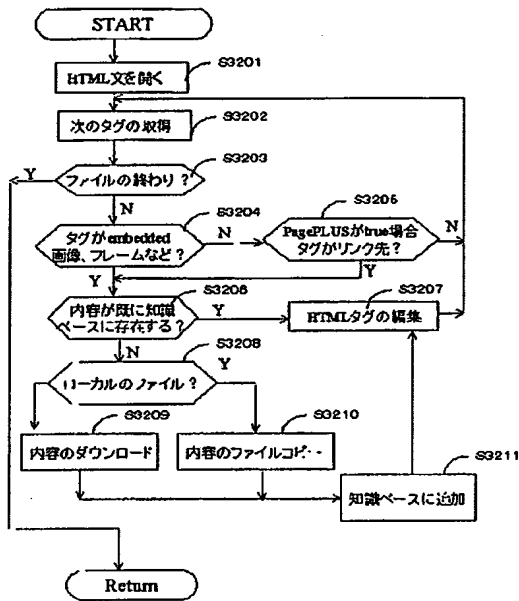 START
S3201
HTML文を開く
S3202
次のタグの取得
S3203
Y
ファイルの終わり？
N
S3204
タグがembedded
画像、フレームなど？
N
S3205
PagePLUSがtrue場合
タグがリンク先？
N
Y
Y
S3206
内容が既に知識
ベースに存在する？
Y
S3207
HTMLタグの編集
N
S3208
Y
ローカルのファイル？
S3209
内容のダウンロード
S3210
内容のファイルコピー
S3211
知識ベースに追加
Return